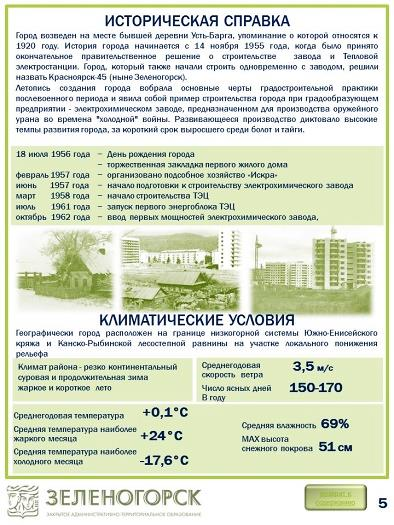 ИСТОРИЧЕСКАЯ СПРАВКА
Город возведен на месте бывшей деревни Усть-Барга, упоминание о которой относятся к
1920 году. История города начинается с 14 ноября 1955 года, когда было принято
окончательное правительственное решение о строительстве завода и Тепловой
электростанции. Город, который также начали строить одновременно с заводом, решили
назвать Красноярск-45 (ныне Зеленогорск).
Летопись создания города вобрала основные черты градостроительной практики
послевоенного периода и явила собой пример строительства города при градообразующем
предприятии - электрохимическом заводе, предназначенном для производства оружейного
урана во времена "холодной" войны. Развивающееся производство диктовало высокие
темпы развития города, за короткий срок выросшего среди болот и тайги.
18 июля 1956 года – День рождения города
– торжественная закладка первого жилого дома
февраль 1957 года – организовано подсобное хозяйство «Искра»
июнь 1957 года – начало подготовки к строительству электрохимического завода
март 1958 года – начало строительства ТЭЦ
июль 1961 года – запуск первого энергоблока ТЭЦ
октябрь 1962 года – ввод первых мощностей электрохимического завода,
КЛИМАТИЧЕСКИЕ УСЛОВИЯ
Географически город расположен на границе низкогорной системы Южно-Енисейского
кряжа и Канско-Рыбинской лесостепной равнины на участке локального понижения
рельефа
Климат района - резко континентальный
суровая и продолжительная зима
жаркое и короткое лето
Среднегодовая
скорость ветра 3,5 м/с
Число ясных дней
В году 150-170
Среднегодовая температура +0,1°C
Средняя температура наиболее
жаркого месяца +24°C
Средняя температура наиболее
холодного месяца -17,6°C
Средняя влажность 69%
MAX высота
снежного покрова 51 см
ЗЕЛЕНОГОРСК
ЗАКРЫТОЕ АДМИНИСТРАТИВНО-ТЕРРИТОРИАЛЬНОЕ ОБРАЗОВАНИЕ
содержанию
5